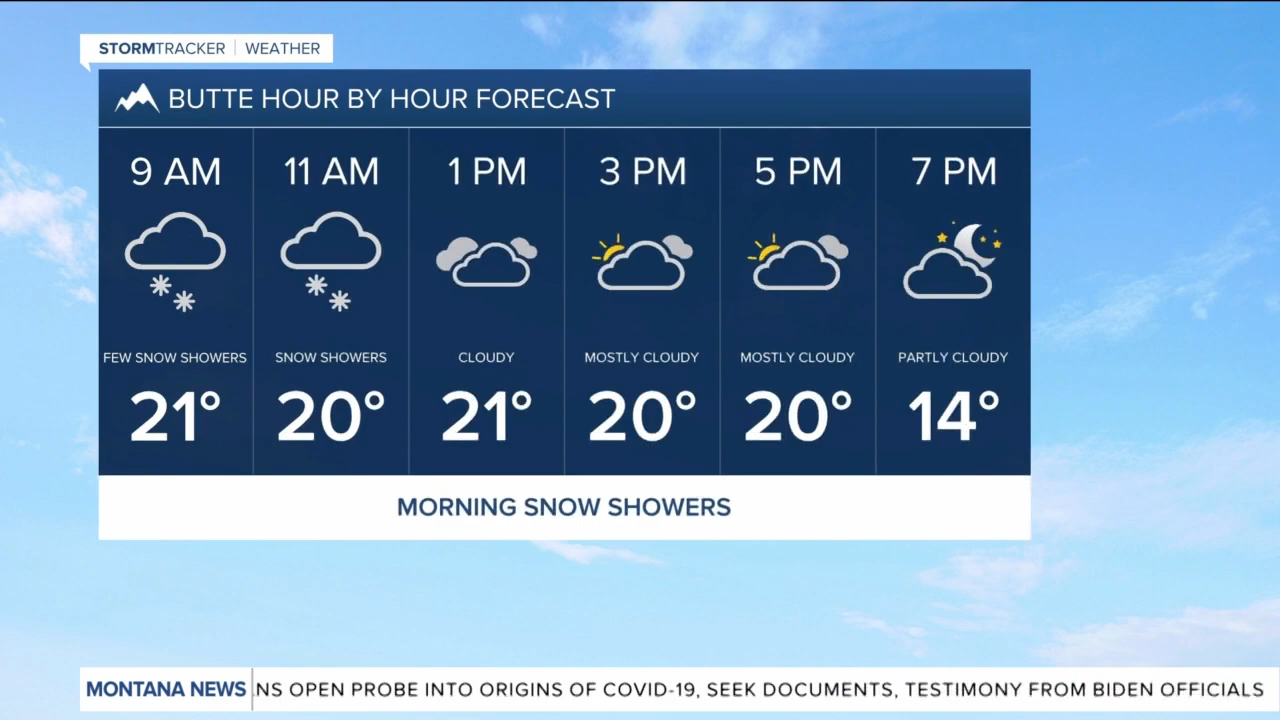 STORMTRACKER | WEATHER
BUTTE HOUR BY HOUR FORECAST
9 AM 11 AM 1 PM 3 PM 5 PM 7 PM
FEW SNOW SHOWERS SNOW SHOWERS CLOUDY MOSTLY CLOUDY MOSTLY CLOUDY PARTLY CLOUDY
21° 20° 21° 20° 20° 14°
MORNING SNOW SHOWERS
MONTANA NEWS NS OPEN PROBE INTO ORIGINS OF COVID-19, SEEK DOCUMENTS, TESTIMONY FROM BIDEN OFFICIALS